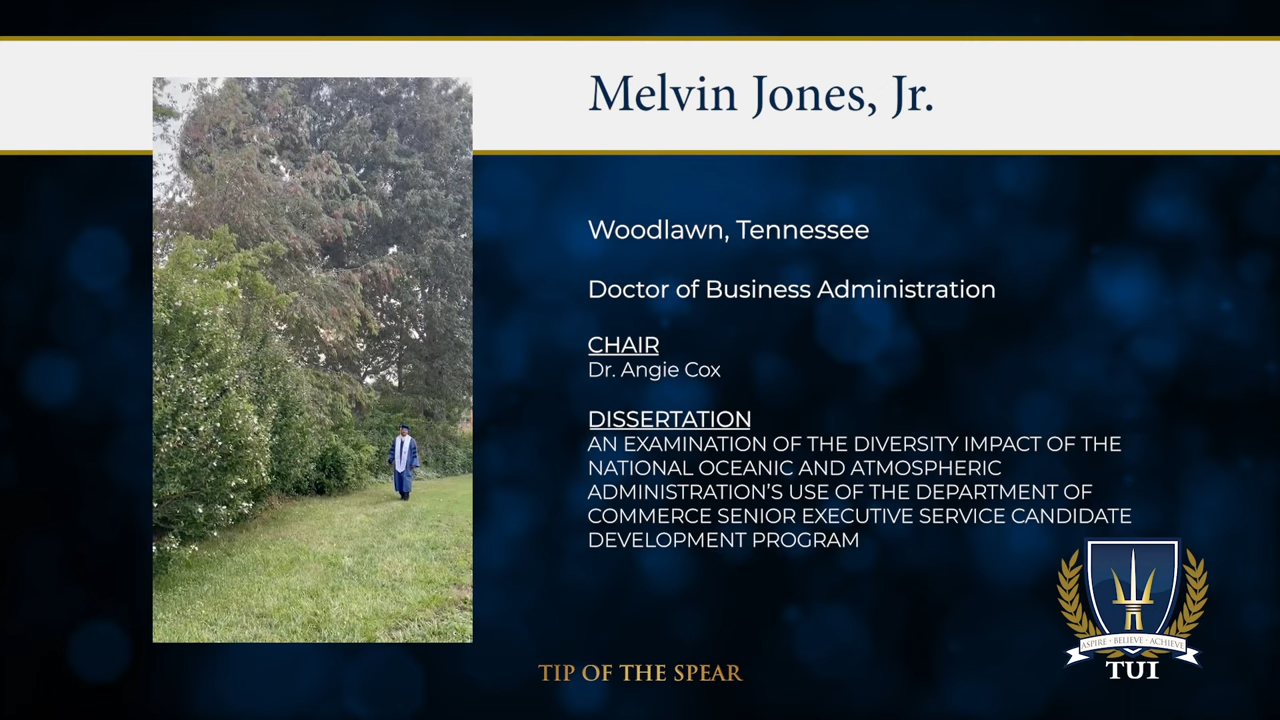 Melvin Jones, Jr.
Woodlawn, Tennessee
Doctor of Business Administration
CHAIR
Dr. Angie Cox
DISSERTATION
AN EXAMINATION OF THE DIVERSITY IMPACT OF THE
NATIONAL OCEANIC AND ATMOSPHERIC
ADMINISTRATION’S USE OF THE DEPARTMENT OF
COMMERCE SENIOR EXECUTIVE SERVICE CANDIDATE
DEVELOPMENT PROGRAM
ASPIRE · BELIEVE · ACHIEVE
TUI
TIP OF THE SPEAR